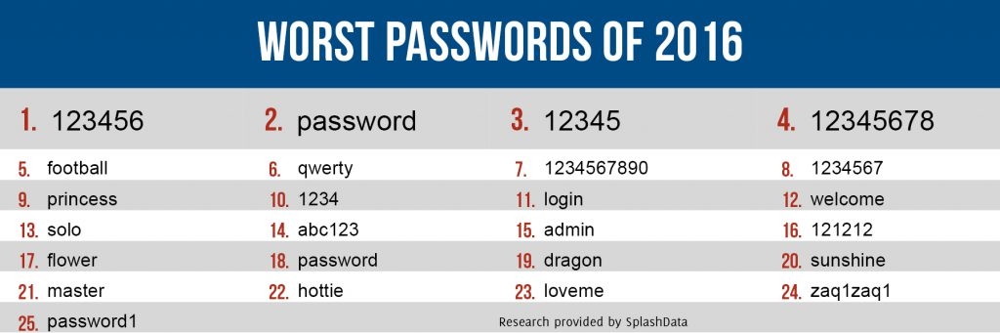 WORST PASSWORDS OF 2016
1. 123456 2. password 3. 12345 4. 12345678
5. football 6. qwerty 7. 1234567890 8. 1234567
9. princess 10. 1234 11. login 12. welcome
13. solo 14. abc123 15. admin 16. 121212
17. flower 18. password 19. dragon 20. sunshine
21. master 22. hottie 23. loveme 24. zaq1zaq1
25. password1 Research provided by SplashData